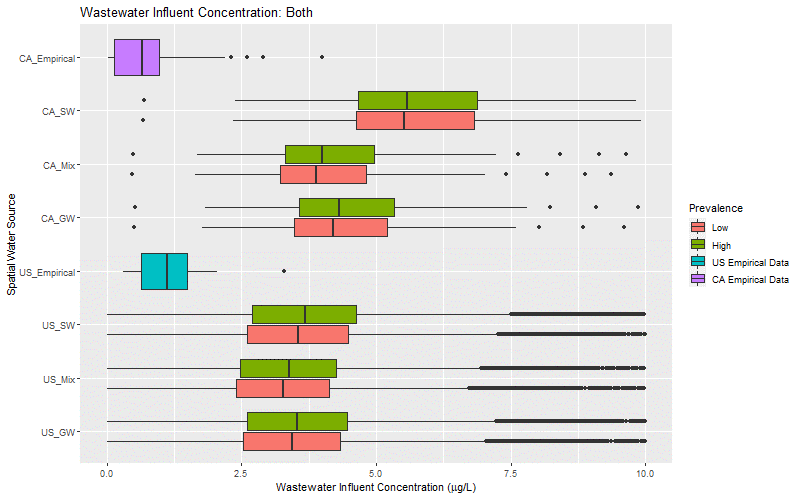 Wastewater Influent Concentration: Both
Spatial Water Source
CA_Empirical
CA_SW
CA_Mix
CA_GW
US_Empirical
US_SW
US_Mix
US_GW
0.0 2.5 5.0 7.5 10.0
Wastewater Influent Concentration (µg/L)
Prevalence
Low
High
US Empirical Data
CA Empirical Data